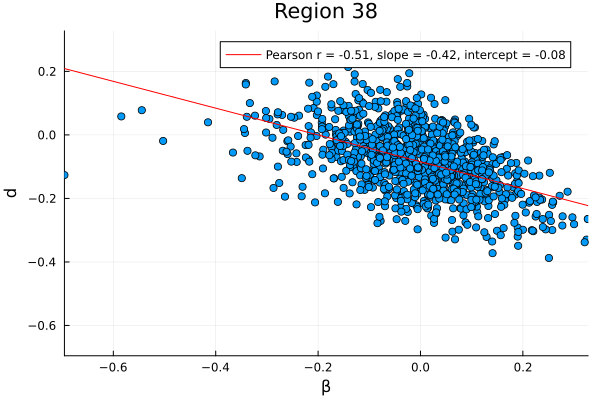 Region 38
Pearson r = -0.51, slope = -0.42, intercept = -0.08
0.2
0.0
−0.2
−0.4
−0.6
d
−0.6 −0.4 −0.2 0.0 0.2
β